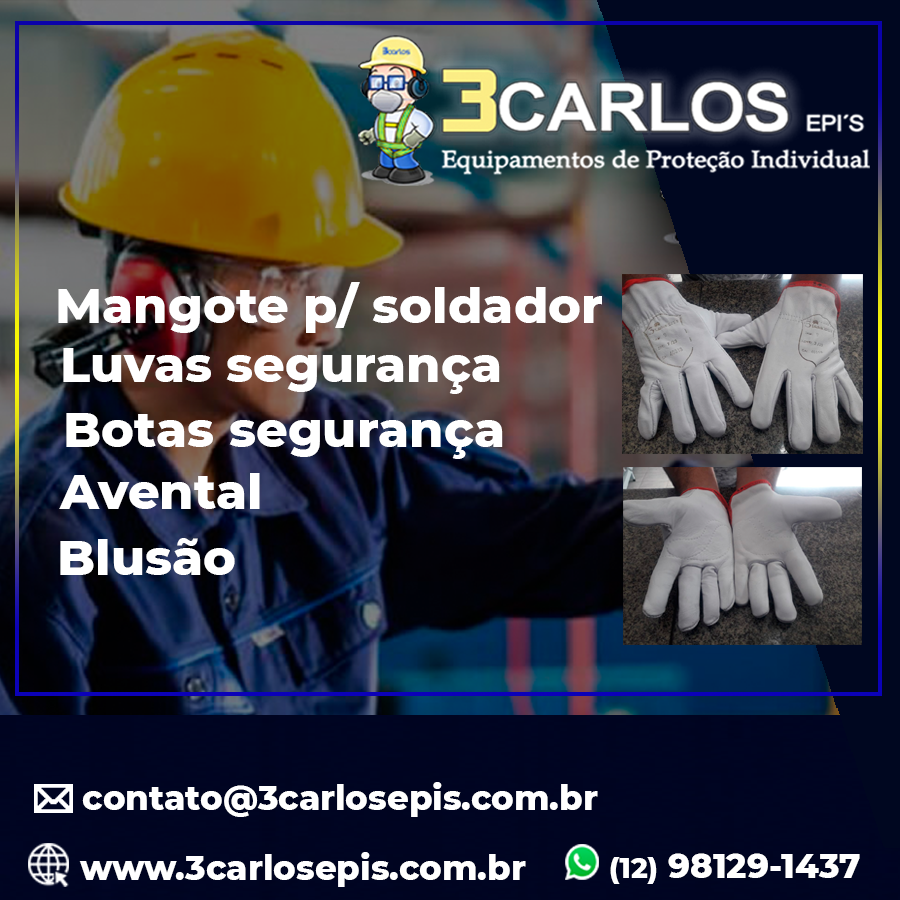 3carlos
3CARLOS EPI´S
Equipamentos de Proteção Individual
Mangote p/ soldador
Luvas segurança
Botas segurança
Avental
Blusão
contato@3carlosepis.com.br
www.3carlosepis.com.br
(12) 98129-1437